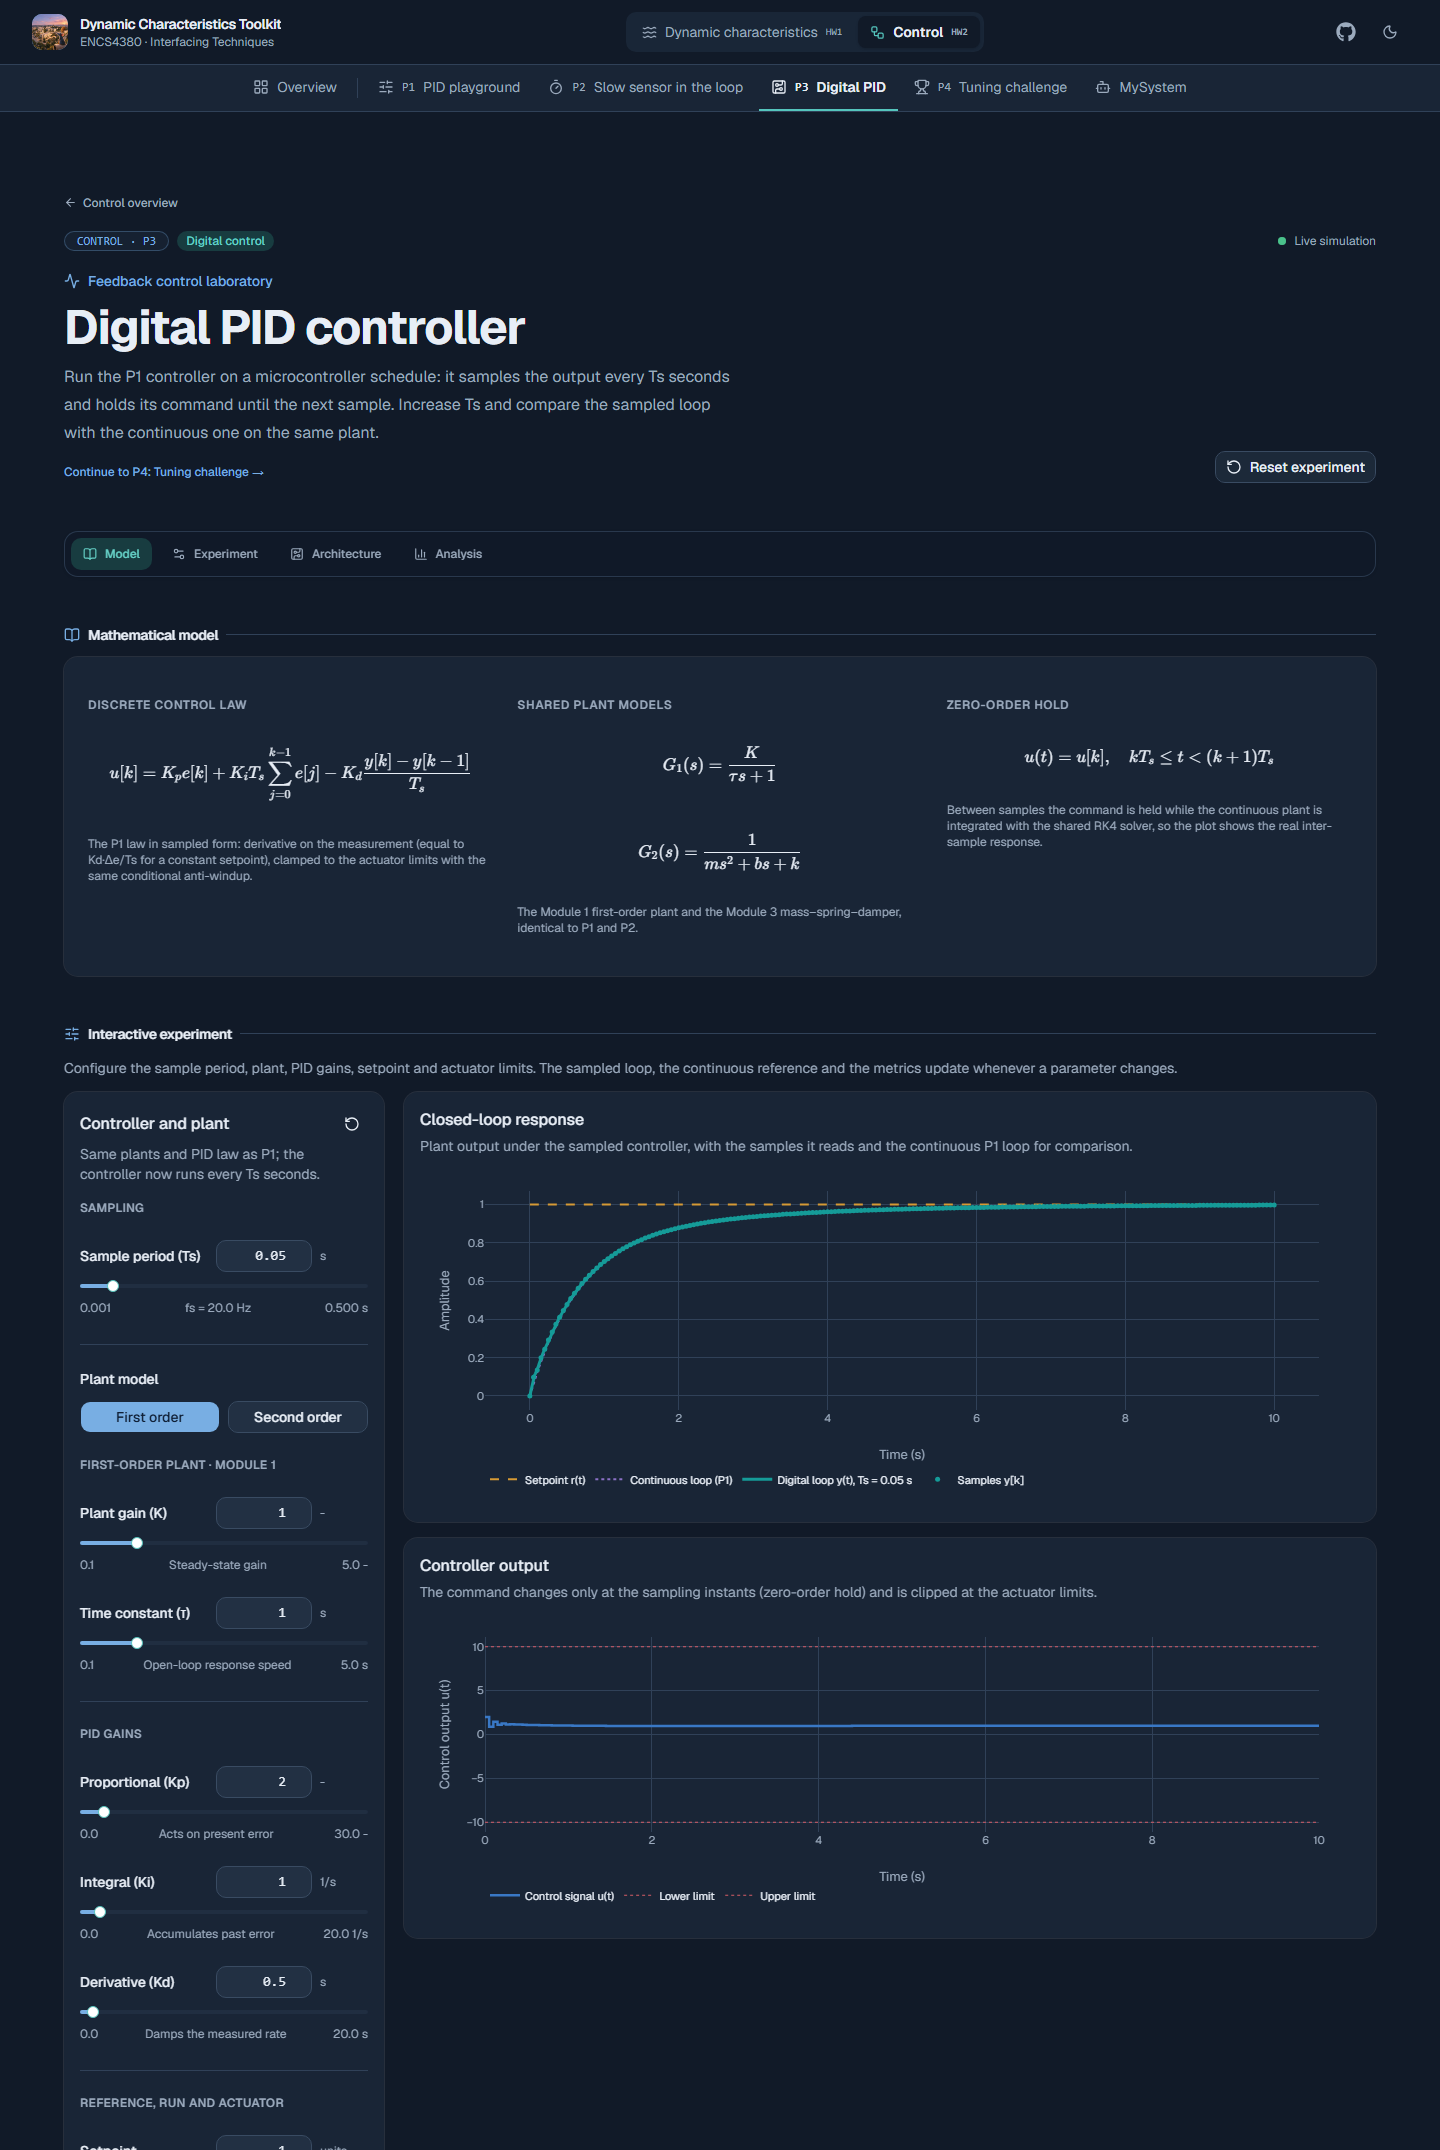 Dynamic Characteristics Toolkit
ENCS4380 · Interfacing Techniques
Dynamic characteristics HW1
Control HW2
Overview
P1 PID playground
P2 Slow sensor in the loop
P3 Digital PID
P4 Tuning challenge
MySystem
← Control overview
CONTROL · P3
Digital control
Live simulation
Feedback control laboratory
Digital PID controller
Run the P1 controller on a microcontroller schedule: it samples the output every Ts seconds
and holds its command until the next sample. Increase Ts and compare the sampled loop
with the continuous one on the same plant.
Continue to P4: Tuning challenge →
Reset experiment
Model
Experiment
Architecture
Analysis
Mathematical model
DISCRETE CONTROL LAW
u[k] = K_p e[k] + K_i T_s \sum_{j=0}^{k−1} e[j] − K_d \frac{y[k] − y[k − 1]}{T_s}
The P1 law in sampled form: derivative on the measurement (equal to
Kd·Δe/Ts for a constant setpoint), clamped to the actuator limits with the
same conditional anti-windup.
SHARED PLANT MODELS
G_1(s) = \frac{K}{τs + 1}
G_2(s) = \frac{1}{ms^2 + bs + k}
The Module 1 first-order plant and the Module 3 mass–spring–damper,
identical to P1 and P2.
ZERO-ORDER HOLD
u(t) = u[k], kT_s ≤ t < (k + 1)T_s
Between samples the command is held while the continuous plant is
integrated with the shared RK4 solver, so the plot shows the real inter-
sample response.
Interactive experiment
Configure the sample period, plant, PID gains, setpoint and actuator limits. The sampled loop, the continuous reference and the metrics update whenever a parameter changes.
Controller and plant
Same plants and PID law as P1; the
controller now runs every Ts seconds.
SAMPLING
Sample period (Ts) 0.05 s
0.001 fs = 20.0 Hz 0.500 s
Plant model
First order
Second order
FIRST-ORDER PLANT · MODULE 1
Plant gain (K) 1 -
0.1 Steady-state gain 5.0 -
Time constant (τ) 1 s
0.1 Open-loop response speed 5.0 s
PID GAINS
Proportional (Kp) 2 -
0.0 Acts on present error 30.0 -
Integral (Ki) 1 1/s
0.0 Accumulates past error 20.0 1/s
Derivative (Kd) 0.5 s
0.0 Damps the measured rate 20.0 s
REFERENCE, RUN AND ACTUATOR
Setpoint 1 units
Closed-loop response
Plant output under the sampled controller, with the samples it reads and the continuous P1 loop for comparison.
Amplitude
1
0.8
0.6
0.4
0.2
0
0 2 4 6 8 10
Time (s)
Setpoint r(t)
Continuous loop (P1)
Digital loop y(t), Ts = 0.05 s
Samples y[k]
Controller output
The command changes only at the sampling instants (zero-order hold) and is clipped at the actuator limits.
Control output u(t)
10
5
0
−5
−10
0 2 4 6 8 10
Time (s)
Control signal u(t)
Lower limit
Upper limit